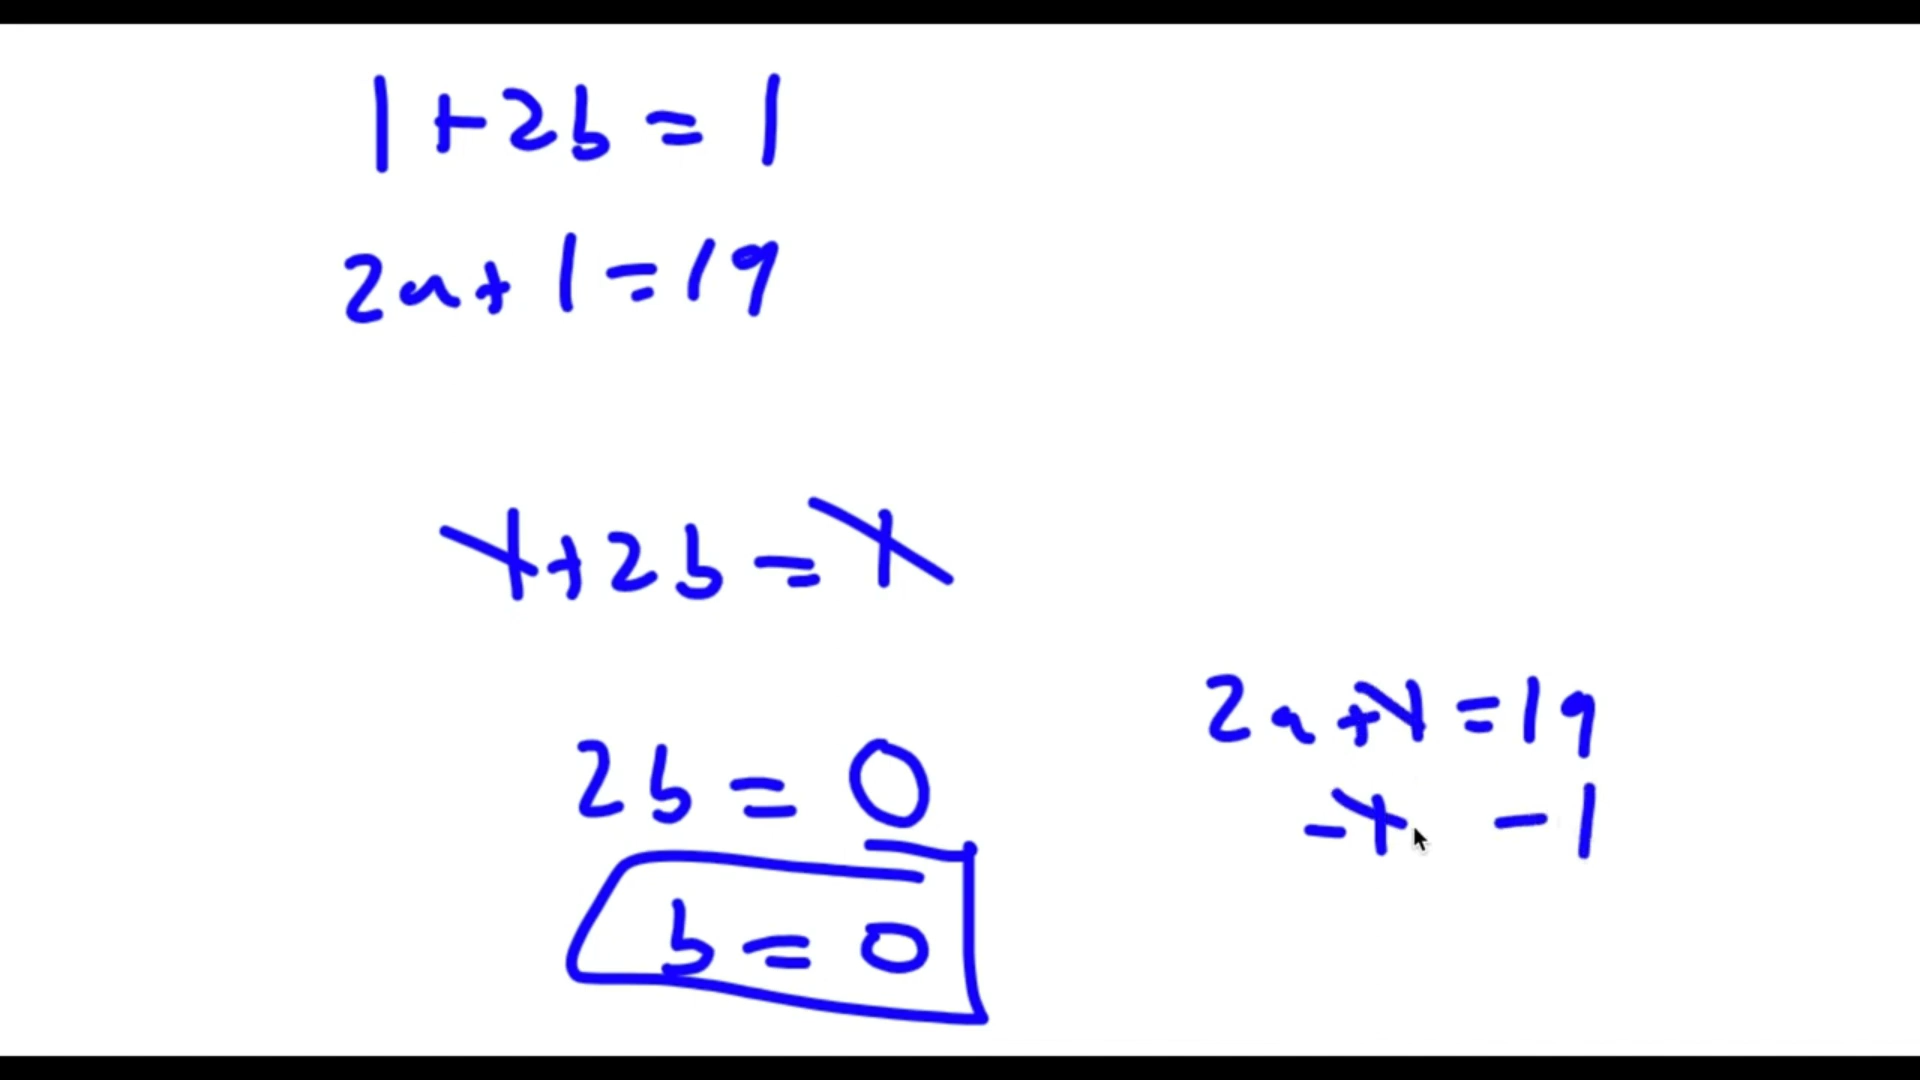 1 + 2b = 1
2a + 1 = 19
1 + 2b = 1
2b = 0
b = 0
2a + 1 = 19
- 1 - 1